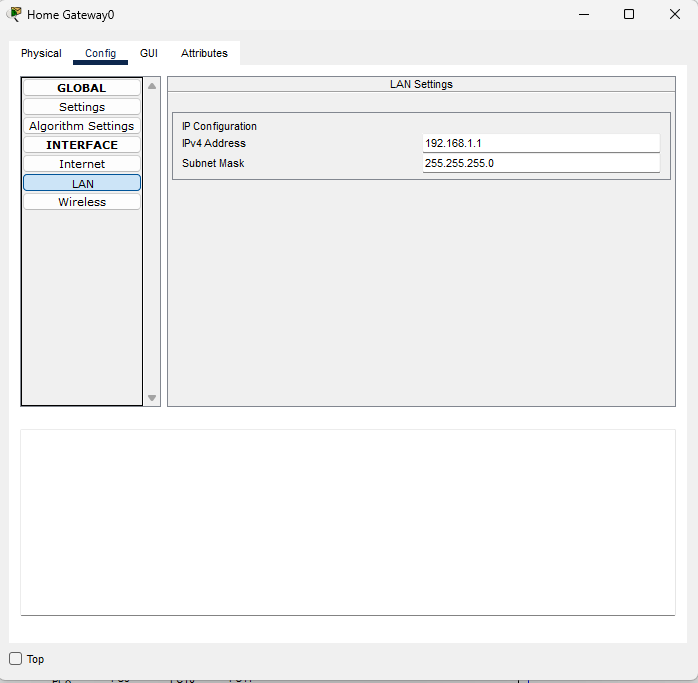 Home Gateway0
Physical Config GUI Attributes
GLOBAL
Settings
Algorithm Settings
INTERFACE
Internet
LAN
Wireless
LAN Settings
IP Configuration
IPv4 Address 192.168.1.1
Subnet Mask 255.255.255.0
Top